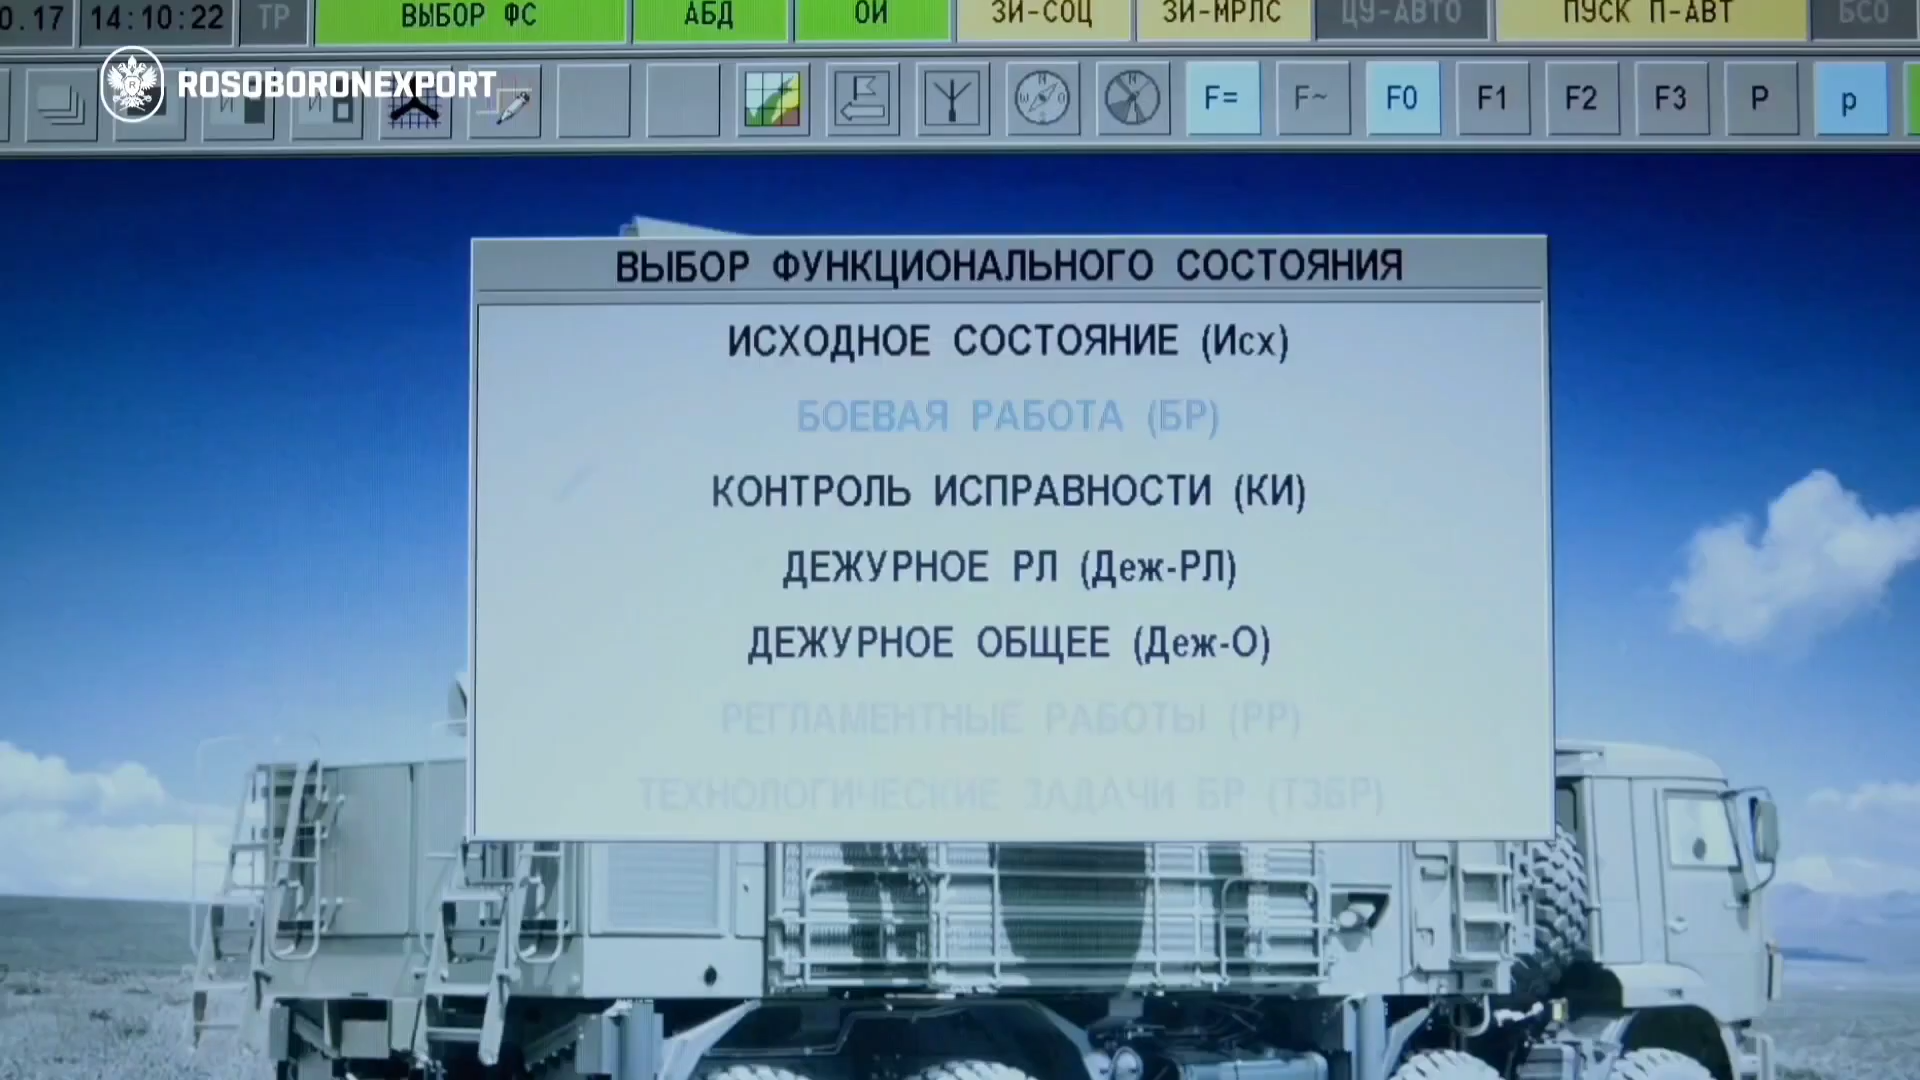 0.17 14:10:22 ТР ВЫБОР ФС АБД ОИ ЗИ-СОЦ ЗИ-МРЛС ЦУ-АВТО ПУСК П-АВТ БСО
ROSOBORONEXPORT
F= F~ F0 F1 F2 F3 P p
ВЫБОР ФУНКЦИОНАЛЬНОГО СОСТОЯНИЯ
ИСХОДНОЕ СОСТОЯНИЕ (Исх)
БОЕВАЯ РАБОТА (БР)
КОНТРОЛЬ ИСПРАВНОСТИ (КИ)
ДЕЖУРНОЕ РЛ (Деж-РЛ)
ДЕЖУРНОЕ ОБЩЕЕ (Деж-О)
РЕГЛАМЕНТНЫЕ РАБОТЫ (РР)
ТЕХНОЛОГИЧЕСКИЕ ЗАДАЧИ БР (ТЗБР)